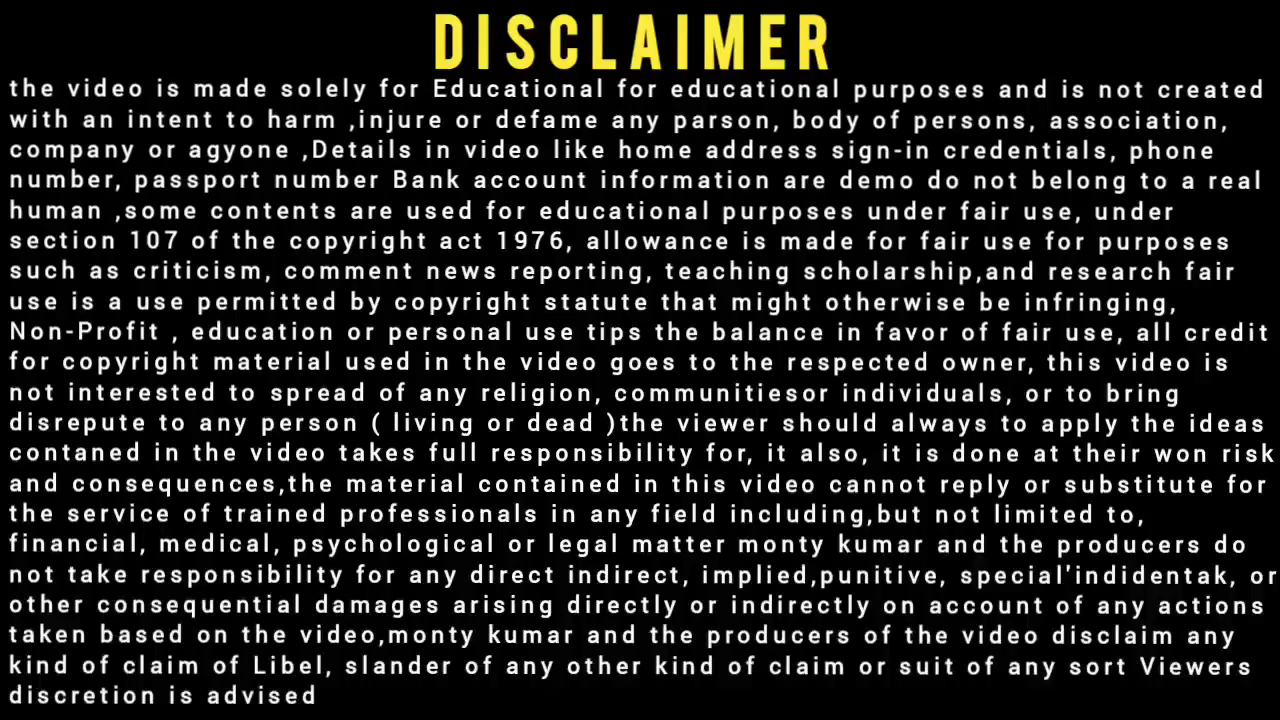 DISCLAIMER
the video is made solely for Educational for educational purposes and is not created
with an intent to harm ,injure or defame any parson, body of persons, association,
company or agyone ,Details in video like home address sign-in credentials, phone
number, passport number Bank account information are demo do not belong to a real
human ,some contents are used for educational purposes under fair use, under
section 107 of the copyright act 1976, allowance is made for fair use for purposes
such as criticism, comment news reporting, teaching scholarship,and research fair
use is a use permitted by copyright statute that might otherwise be infringing,
Non-Profit , education or personal use tips the balance in favor of fair use, all credit
for copyright material used in the video goes to the respected owner, this video is
not interested to spread of any religion, communitiesor individuals, or to bring
disrepute to any person ( living or dead )the viewer should always to apply the ideas
contaned in the video takes full responsibility for, it also, it is done at their won risk
and consequences,the material contained in this video cannot reply or substitute for
the service of trained professionals in any field including,but not limited to,
financial, medical, psychological or legal matter monty kumar and the producers do
not take responsibility for any direct indirect, implied,punitive, special'indidentak, or
other consequential damages arising directly or indirectly on account of any actions
taken based on the video,monty kumar and the producers of the video disclaim any
kind of claim of Libel, slander of any other kind of claim or suit of any sort Viewers
discretion is advised